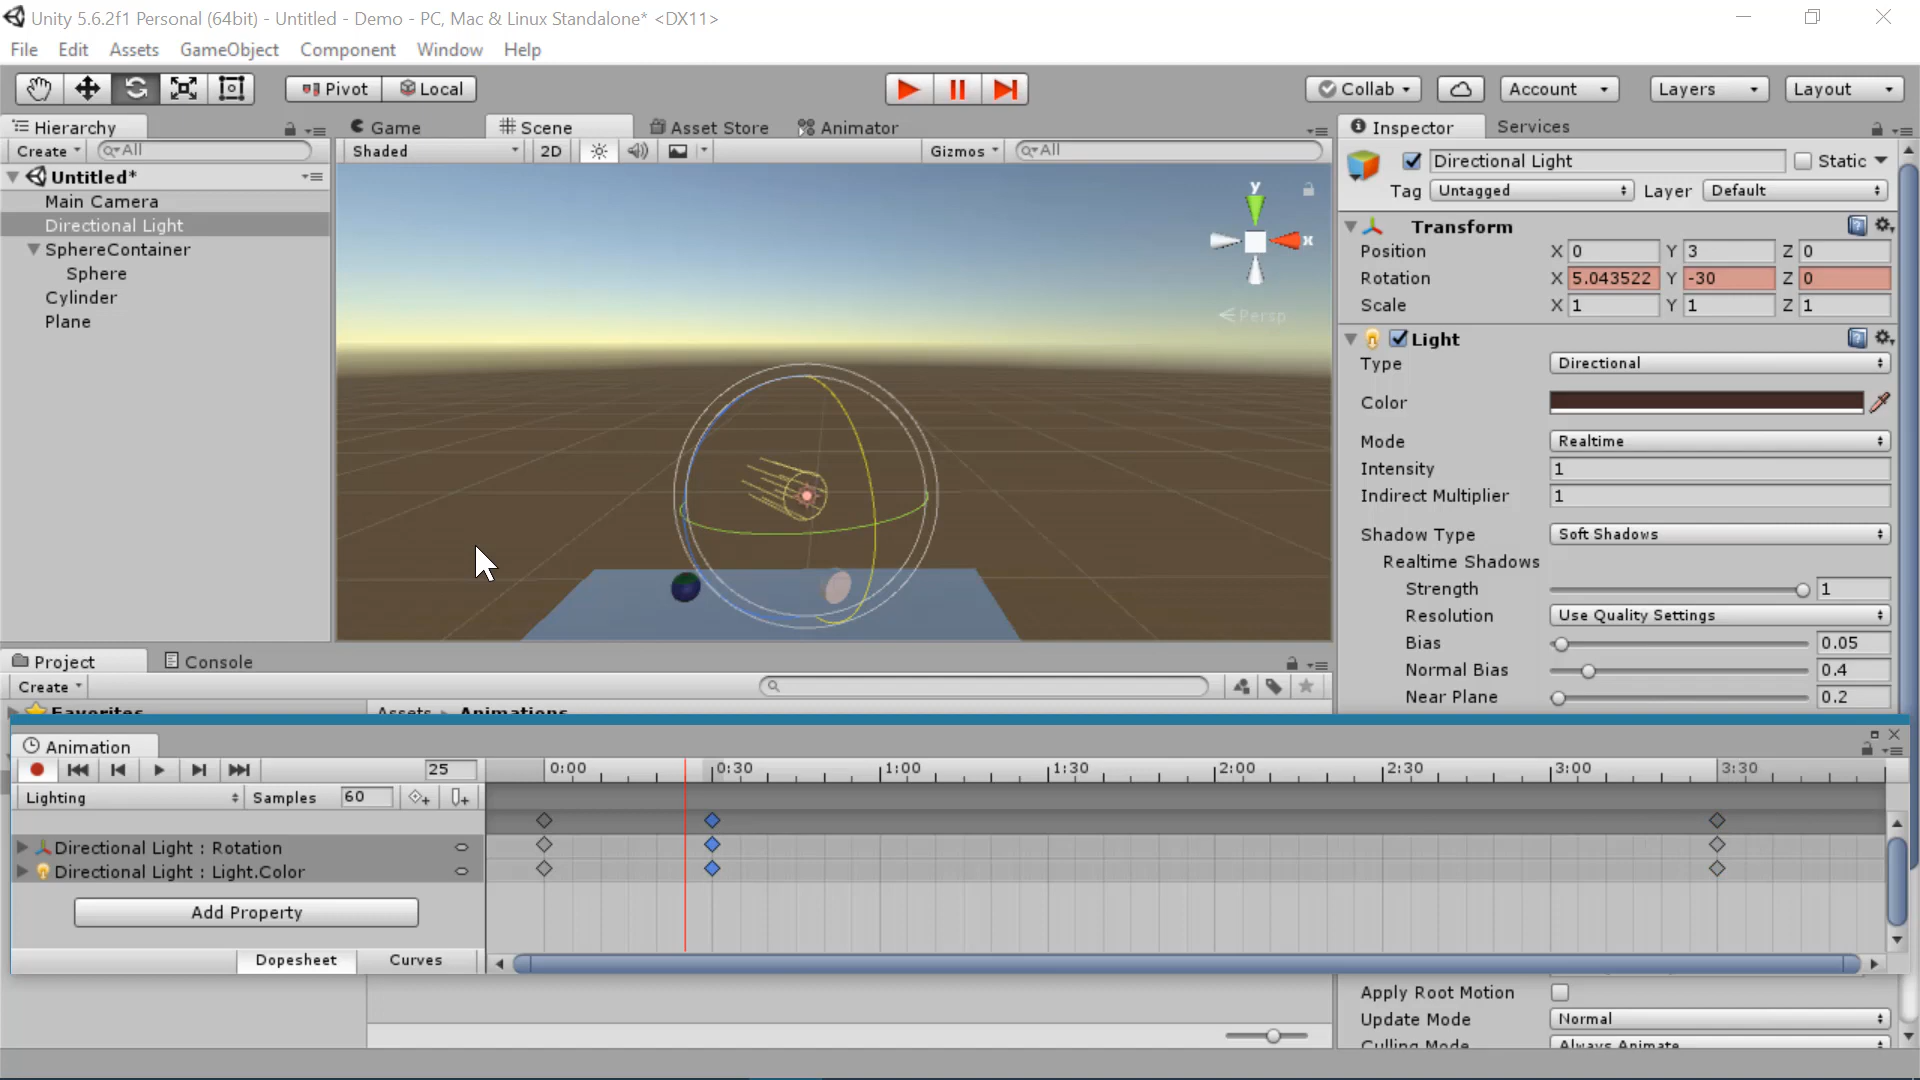 Unity 5.6.2f1 Personal (64bit) - Untitled - Demo - PC, Mac & Linux Standalone* <DX11>
File Edit Assets GameObject Component Window Help
Pivot Local Collab Account Layers Layout
Hierarchy Game Scene Asset Store Animator Inspector Services
Create All Shaded 2D Gizmos All
Untitled*
Main Camera
Directional Light
SphereContainer
Sphere
Cylinder
Plane
y
x
Persp
Directional Light Static
Tag Untagged Layer Default
Transform
Position X 0 Y 3 Z 0
Rotation X 5.043522 Y -30 Z 0
Scale X 1 Y 1 Z 1
Light
Type Directional
Color
Mode Realtime
Intensity 1
Indirect Multiplier 1
Shadow Type Soft Shadows
Realtime Shadows
Strength 1
Resolution Use Quality Settings
Bias 0.05
Normal Bias 0.4
Near Plane 0.2
Project Console
Create
Favorites Assets Animations
Animation
25 0:00 0:30 1:00 1:30 2:00 2:30 3:00 3:30
Lighting Samples 60
Directional Light : Rotation
Directional Light : Light.Color
Add Property
Dopesheet Curves
Apply Root Motion
Update Mode Normal
Culling Mode Always Animate